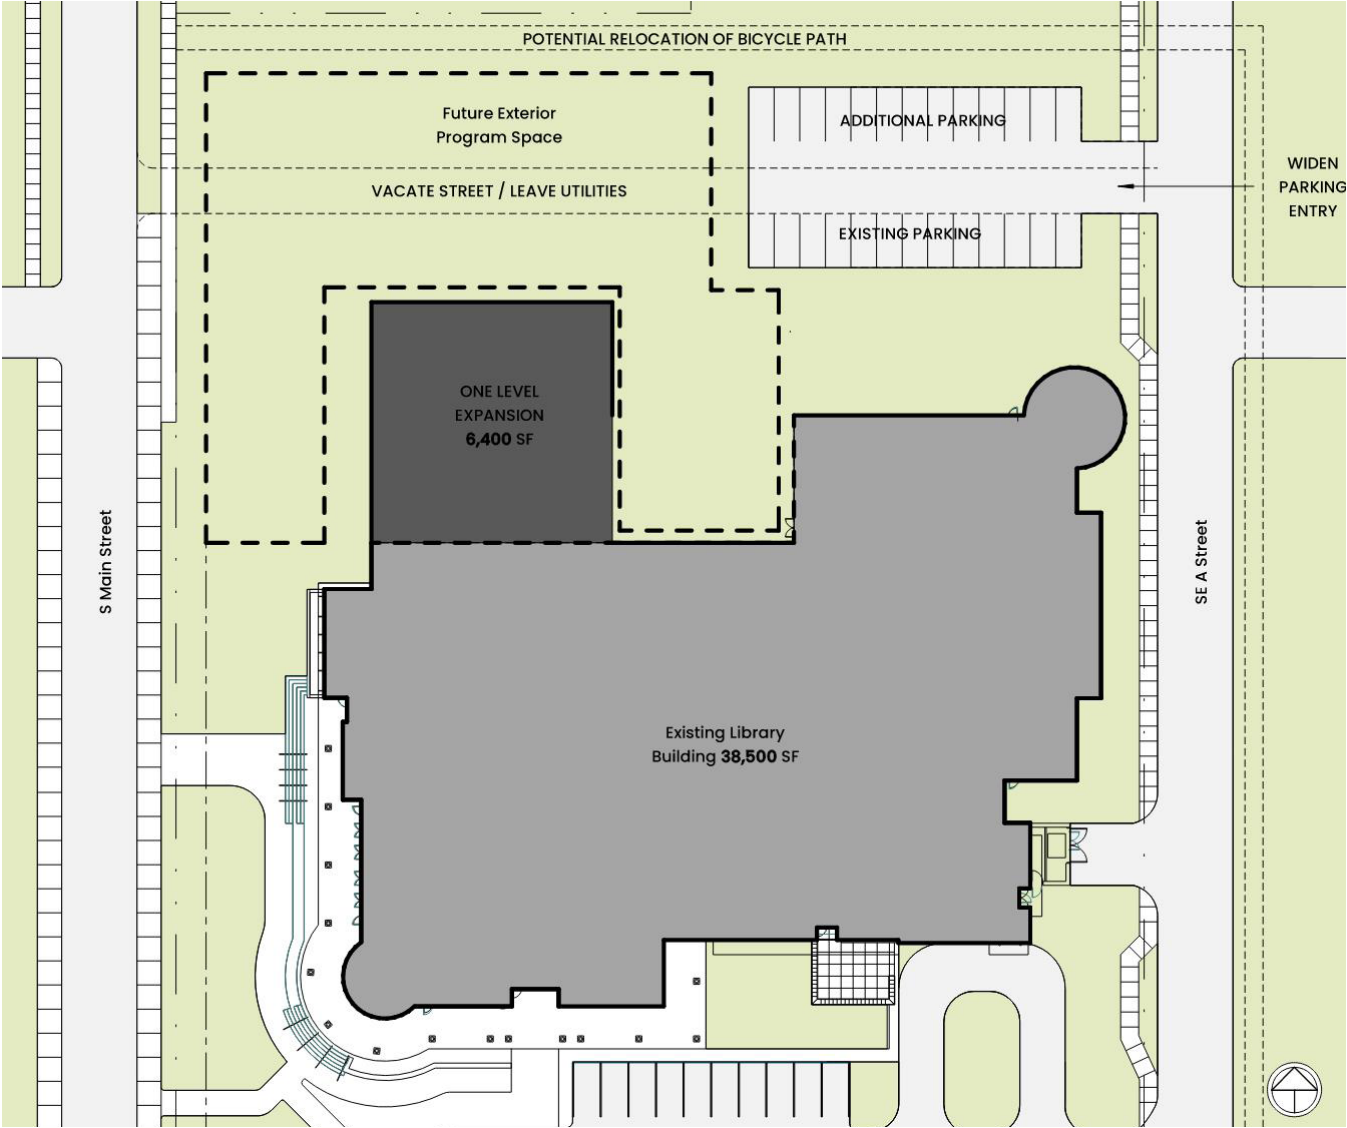 POTENTIAL RELOCATION OF BICYCLE PATH
Future Exterior
Program Space
ADDITIONAL PARKING
WIDEN
PARKING
ENTRY
VACATE STREET / LEAVE UTILITIES
EXISTING PARKING
ONE LEVEL
EXPANSION
6,400 SF
S Main Street
SE A Street
Existing Library
Building 38,500 SF